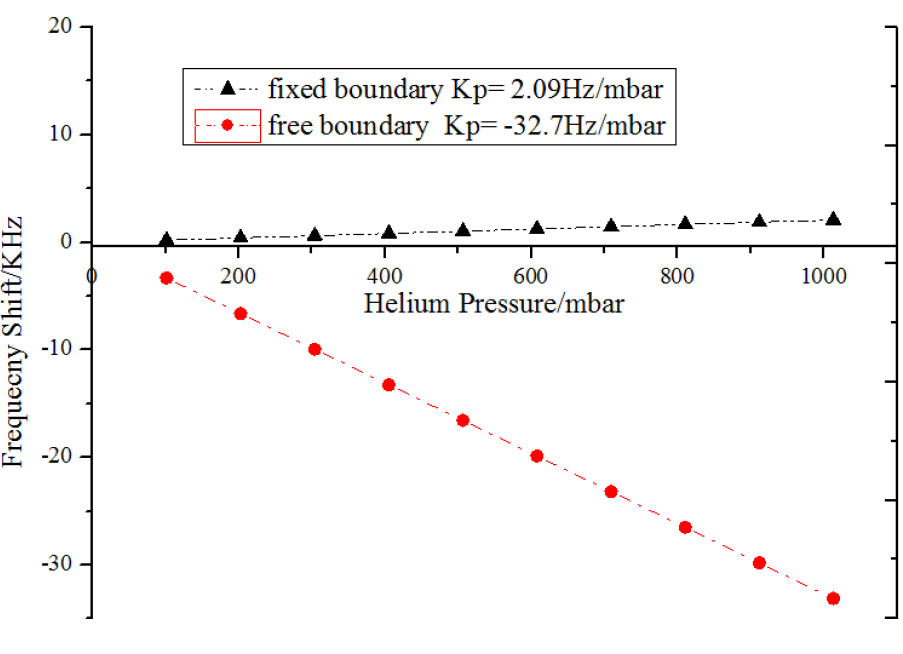 20
fixed boundary Kp= 2.09Hz/mbar
free boundary Kp= -32.7Hz/mbar
10
0
0 200 400 600 800 1000
Helium Pressure/mbar
Frequecny Shift/KHz
-10
-20
-30